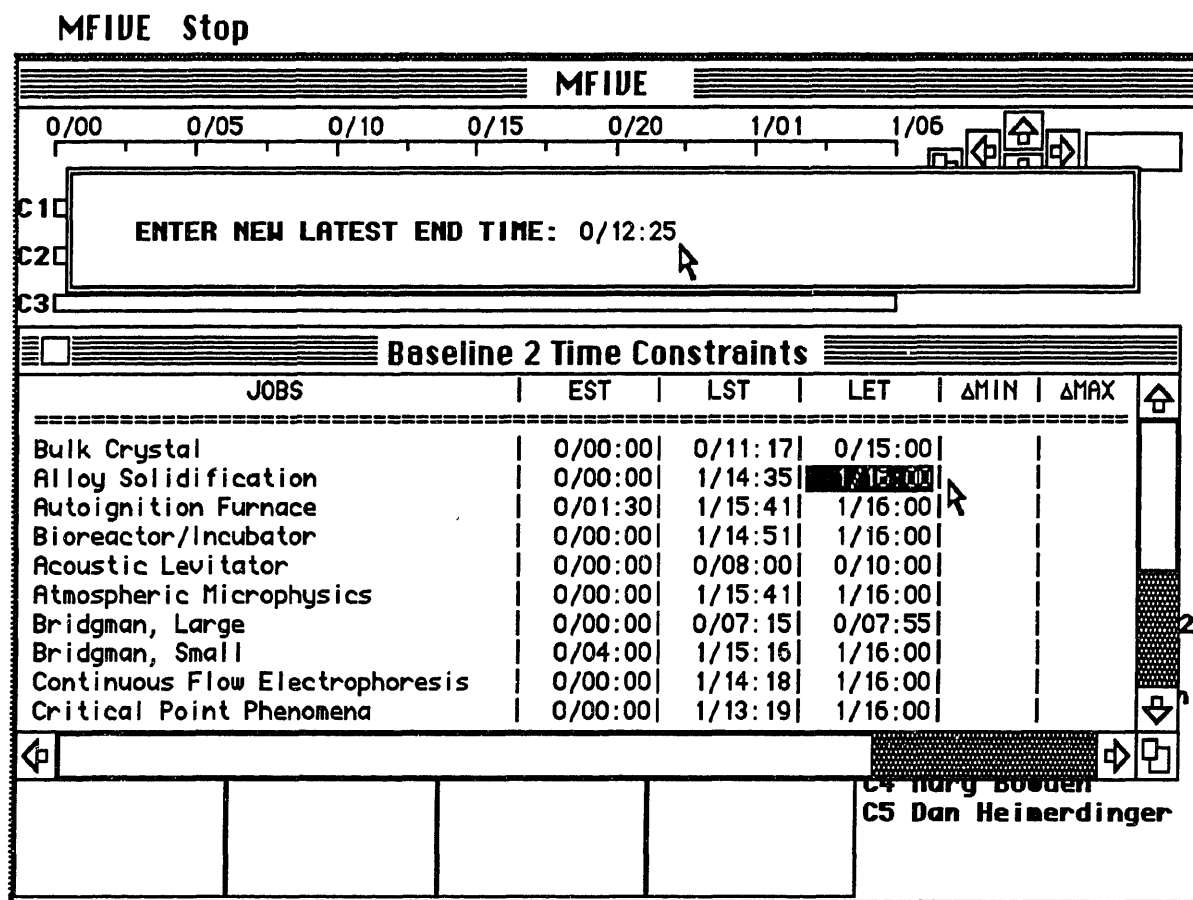 MFIVE Stop
MFIVE
0/00 0/05 0/10 0/15 0/20 1/01 1/06
C1
ENTER NEW LATEST END TIME: 0/12:25
C2
C3
Baseline 2 Time Constraints
JOBS | EST | LST | LET | ΔMIN | ΔMAX
Bulk Crystal | 0/00:00| 0/11:17| 0/15:00| |
Alloy Solidification | 0/00:00| 1/14:35| 1/16:00| |
Autoignition Furnace | 0/01:30| 1/15:41| 1/16:00| |
Bioreactor/Incubator | 0/00:00| 1/14:51| 1/16:00| |
Acoustic Levitator | 0/00:00| 0/08:00| 0/10:00| |
Atmospheric Microphysics | 0/00:00| 1/15:41| 1/16:00| |
Bridgman, Large | 0/00:00| 0/07:15| 0/07:55| |
2
Bridgman, Small | 0/04:00| 1/15:16| 1/16:00| |
Continuous Flow Electrophoresis | 0/00:00| 1/14:18| 1/16:00| |
Critical Point Phenomena | 0/00:00| 1/13:19| 1/16:00| |
C4 Mary Bowden
C5 Dan Heimerdinger